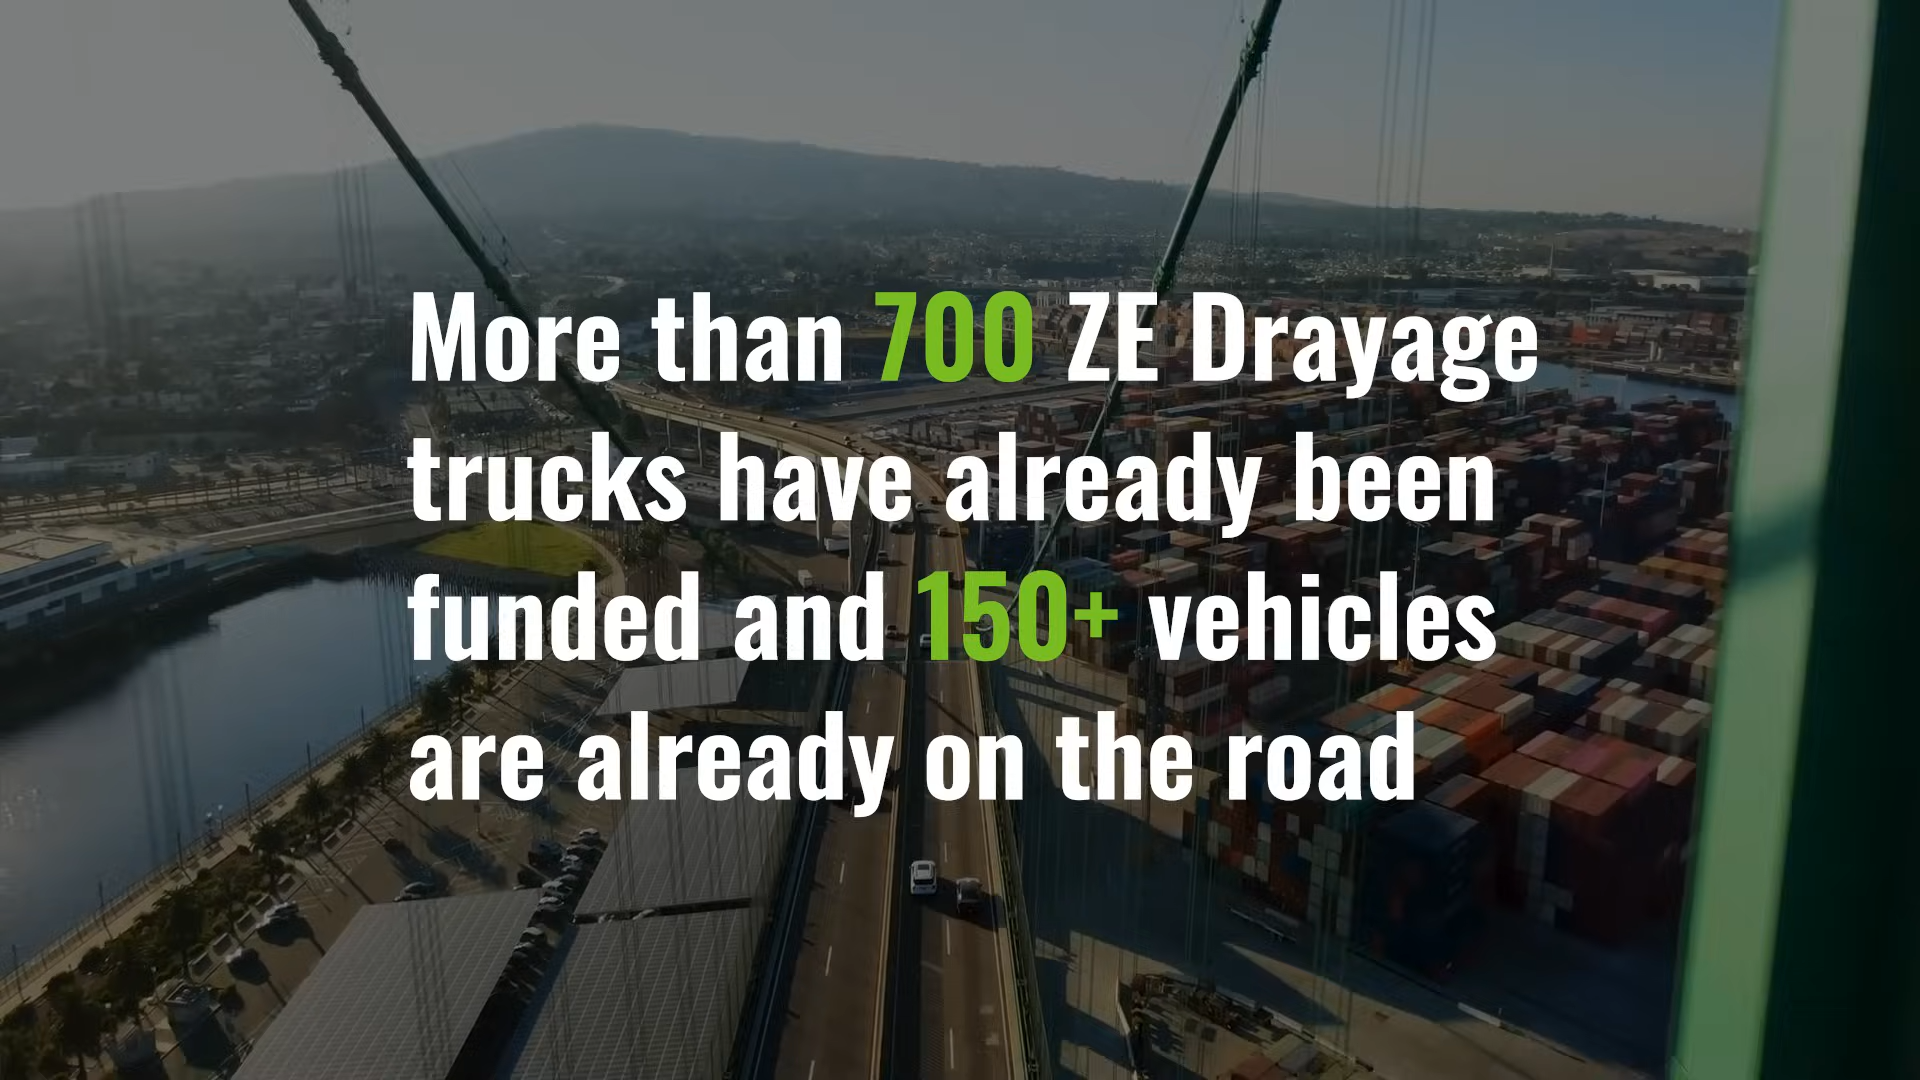 More than 700 ZE Drayage
trucks have already been
funded and 150+ vehicles
are already on the road